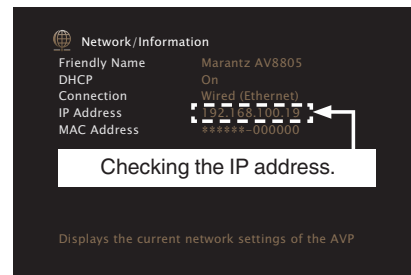 Network/Information
Friendly Name Marantz AV8805
DHCP On
Connection Wired (Ethernet)
IP Address 192.168.100.19
MAC Address ******-000000
Checking the IP address.
Displays the current network settings of the AVP